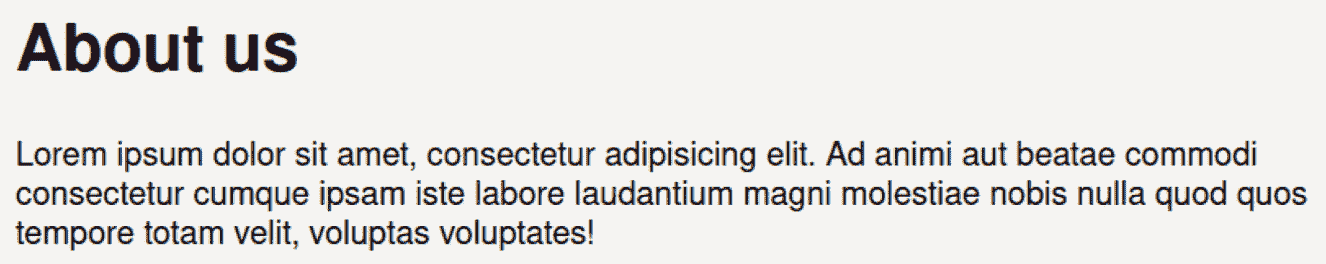 About us
Lorem ipsum dolor sit amet, consectetur adipisicing elit. Ad animi aut beatae commodi
consectetur cumque ipsam iste labore laudantium magni molestiae nobis nulla quod quos
tempore totam velit, voluptas voluptates!